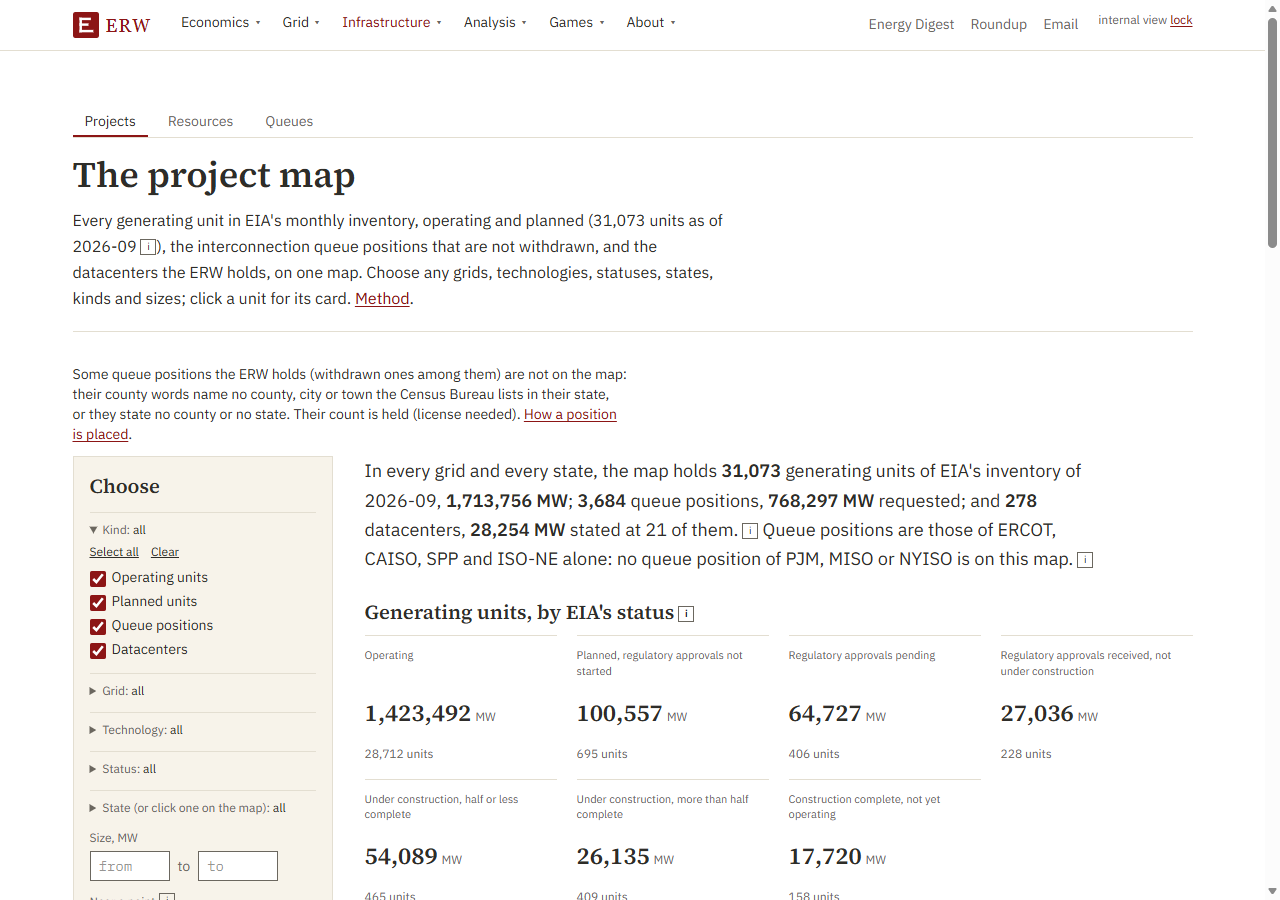 E ERW Economics Grid Infrastructure Analysis Games About Energy Digest Roundup Email internal view lock
Projects Resources Queues
The project map
Every generating unit in EIA's monthly inventory, operating and planned (31,073 units as of
2026-09 i), the interconnection queue positions that are not withdrawn, and the
datacenters the ERW holds, on one map. Choose any grids, technologies, statuses, states,
kinds and sizes; click a unit for its card. Method.
Some queue positions the ERW holds (withdrawn ones among them) are not on the map:
their county words name no county, city or town the Census Bureau lists in their state,
or they state no county or no state. Their count is held (license needed). How a position
is placed.
Choose
Kind: all
Select all Clear
Operating units
Planned units
Queue positions
Datacenters
Grid: all
Technology: all
Status: all
State (or click one on the map): all
Size, MW
from to to
In every grid and every state, the map holds 31,073 generating units of EIA's inventory of
2026-09, 1,713,756 MW; 3,684 queue positions, 768,297 MW requested; and 278
datacenters, 28,254 MW stated at 21 of them. i Queue positions are those of ERCOT,
CAISO, SPP and ISO-NE alone: no queue position of PJM, MISO or NYISO is on this map. i
Generating units, by EIA's status i
Operating
1,423,492 MW
28,712 units
Planned, regulatory approvals not
started
100,557 MW
695 units
Regulatory approvals pending
64,727 MW
406 units
Regulatory approvals received, not
under construction
27,036 MW
228 units
Under construction, half or less
complete
54,089 MW
465 units
Under construction, more than half
complete
26,135 MW
409 units
Construction complete, not yet
operating
17,720 MW
158 units